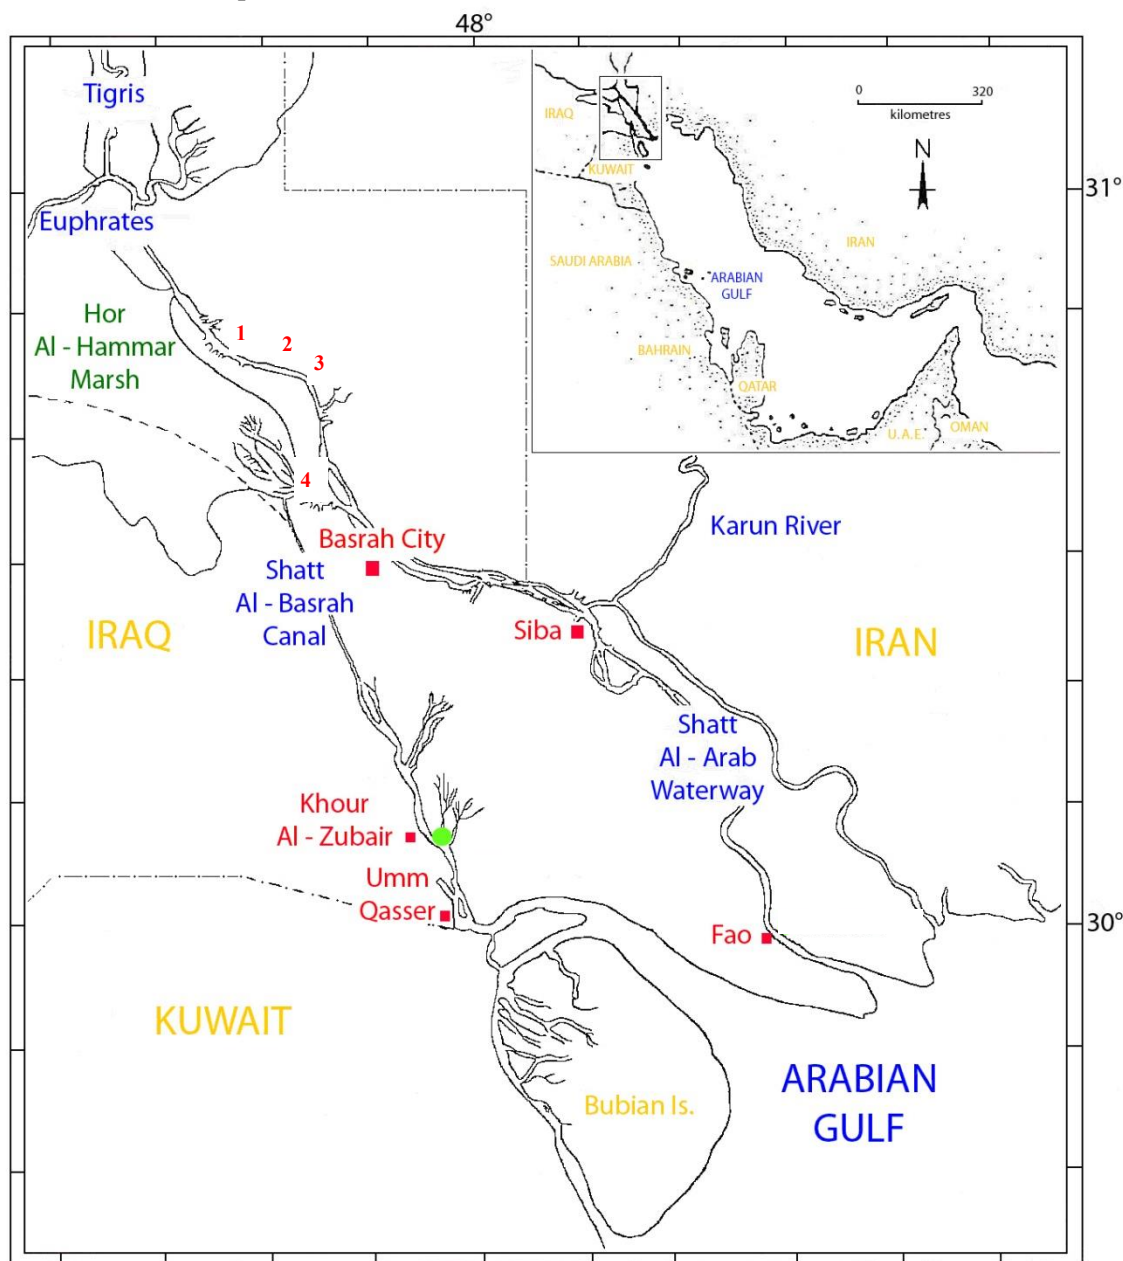 48°
Tigris
Euphrates
Hor
Al - Hammar
Marsh
1
2
3
4
Basrah City
Shatt
Al - Basrah
Canal
IRAQ
Siba
Karun River
IRAN
Shatt
Al - Arab
Waterway
Khour
Al - Zubair
Umm
Qasser
Fao
KUWAIT
Bubian Is.
ARABIAN
GULF
31°
30°
0 320
kilometres
N
IRAQ
KUWAIT
IRAN
SAUDI ARABIA
ARABIAN
GULF
BAHRAIN
QATAR
U.A.E.
OMAN